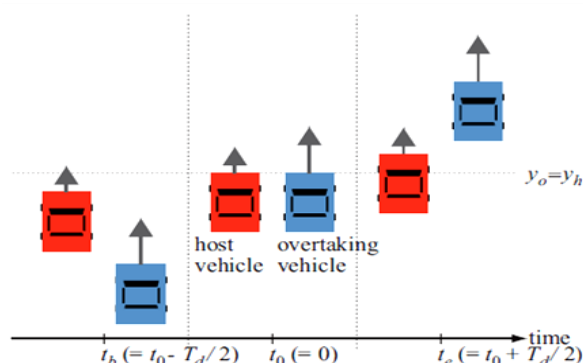 y_o=y_h
host vehicle
overtaking vehicle
time
t_b (= t_0 - T_d / 2)
t_0 (= 0)
t_e (= t_0 + T_d / 2)